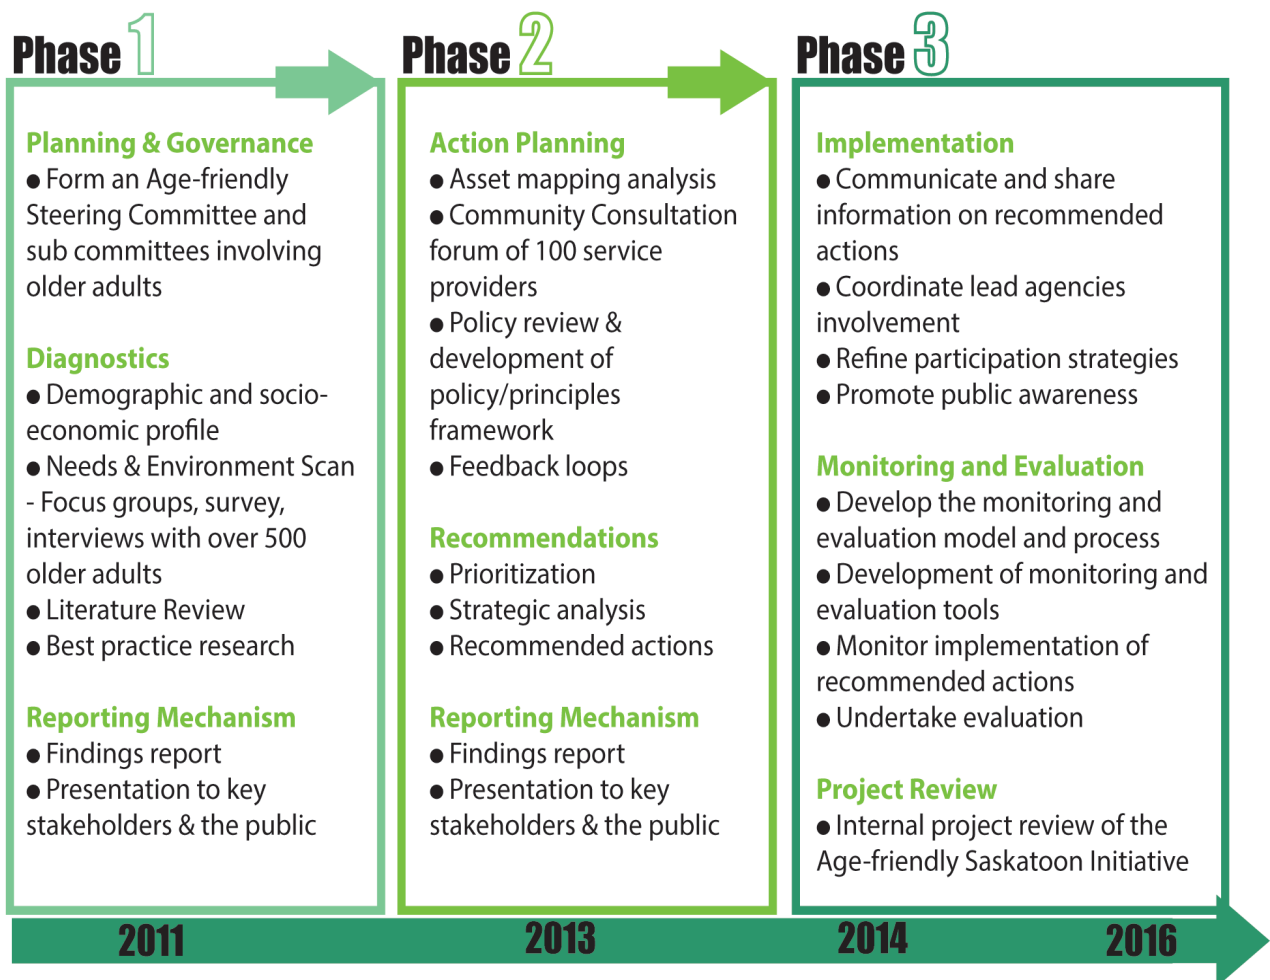 Phase 1
Planning & Governance
● Form an Age-friendly
Steering Committee and
sub committees involving
older adults
Diagnostics
● Demographic and socio-
economic profile
● Needs & Environment Scan
- Focus groups, survey,
interviews with over 500
older adults
● Literature Review
● Best practice research
Reporting Mechanism
● Findings report
● Presentation to key
stakeholders & the public
Phase 2
Action Planning
● Asset mapping analysis
● Community Consultation
forum of 100 service
providers
● Policy review &
development of
policy/principles
framework
● Feedback loops
Recommendations
● Prioritization
● Strategic analysis
● Recommended actions
Reporting Mechanism
● Findings report
● Presentation to key
stakeholders & the public
Phase 3
Implementation
● Communicate and share
information on recommended
actions
● Coordinate lead agencies
involvement
● Refine participation strategies
● Promote public awareness
Monitoring and Evaluation
● Develop the monitoring and
evaluation model and process
● Development of monitoring and
evaluation tools
● Monitor implementation of
recommended actions
● Undertake evaluation
Project Review
● Internal project review of the
Age-friendly Saskatoon Initiative
2011
2013
2014
2016